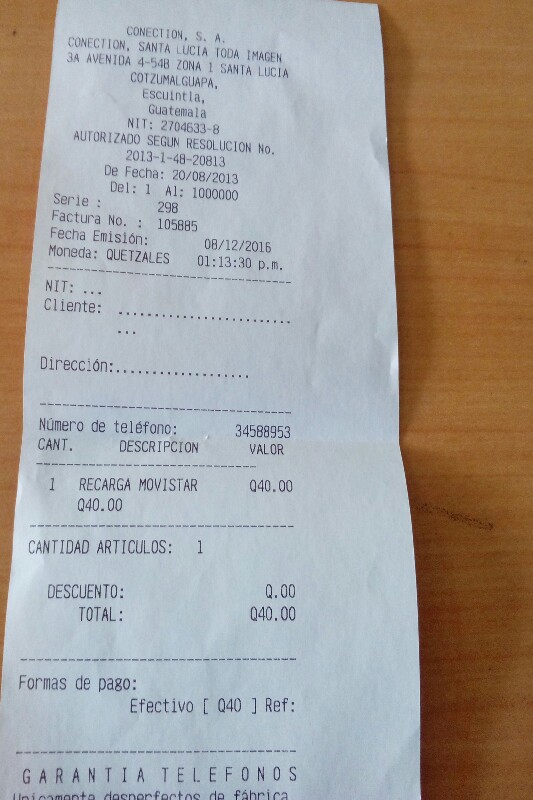 CONECTION, S. A.
CONECTION, SANTA LUCIA TODA IMAGEN
3A AVENIDA 4-54B ZONA 1 SANTA LUCIA
COTZUMALGUAPA,
Escuintla,
Guatemala
NIT: 2704633-8
AUTORIZADO SEGUN RESOLUCION No.
2013-1-48-20813
De Fecha: 20/08/2013
Del: 1 Al: 1000000
Serie : 298
Factura No. : 105885
Fecha Emisión: 08/12/2016
Moneda: QUETZALES 01:13:30 p.m.
NIT: ...
Cliente: ..........................
...
Dirección:....................
Número de teléfono: 34588953
CANT. DESCRIPCION VALOR
1 RECARGA MOVISTAR Q40.00
Q40.00
CANTIDAD ARTICULOS: 1
DESCUENTO: Q.00
TOTAL: Q40.00
Formas de pago:
Efectivo [ Q40 ] Ref:
GARANTIA TELEFONOS
Unicamente desperfectos de fábrica